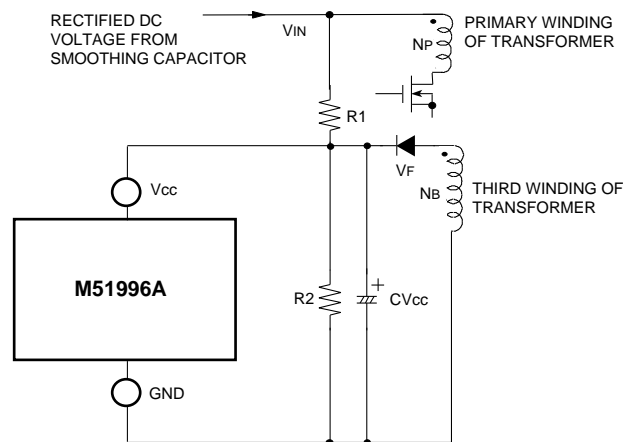 RECTIFIED DC
VOLTAGE FROM
SMOOTHING CAPACITOR
VIN
NP
PRIMARY WINDING
OF TRANSFORMER
R1
VF
NB
THIRD WINDING OF
TRANSFORMER
Vcc
M51996A
R2
+
CVcc
GND